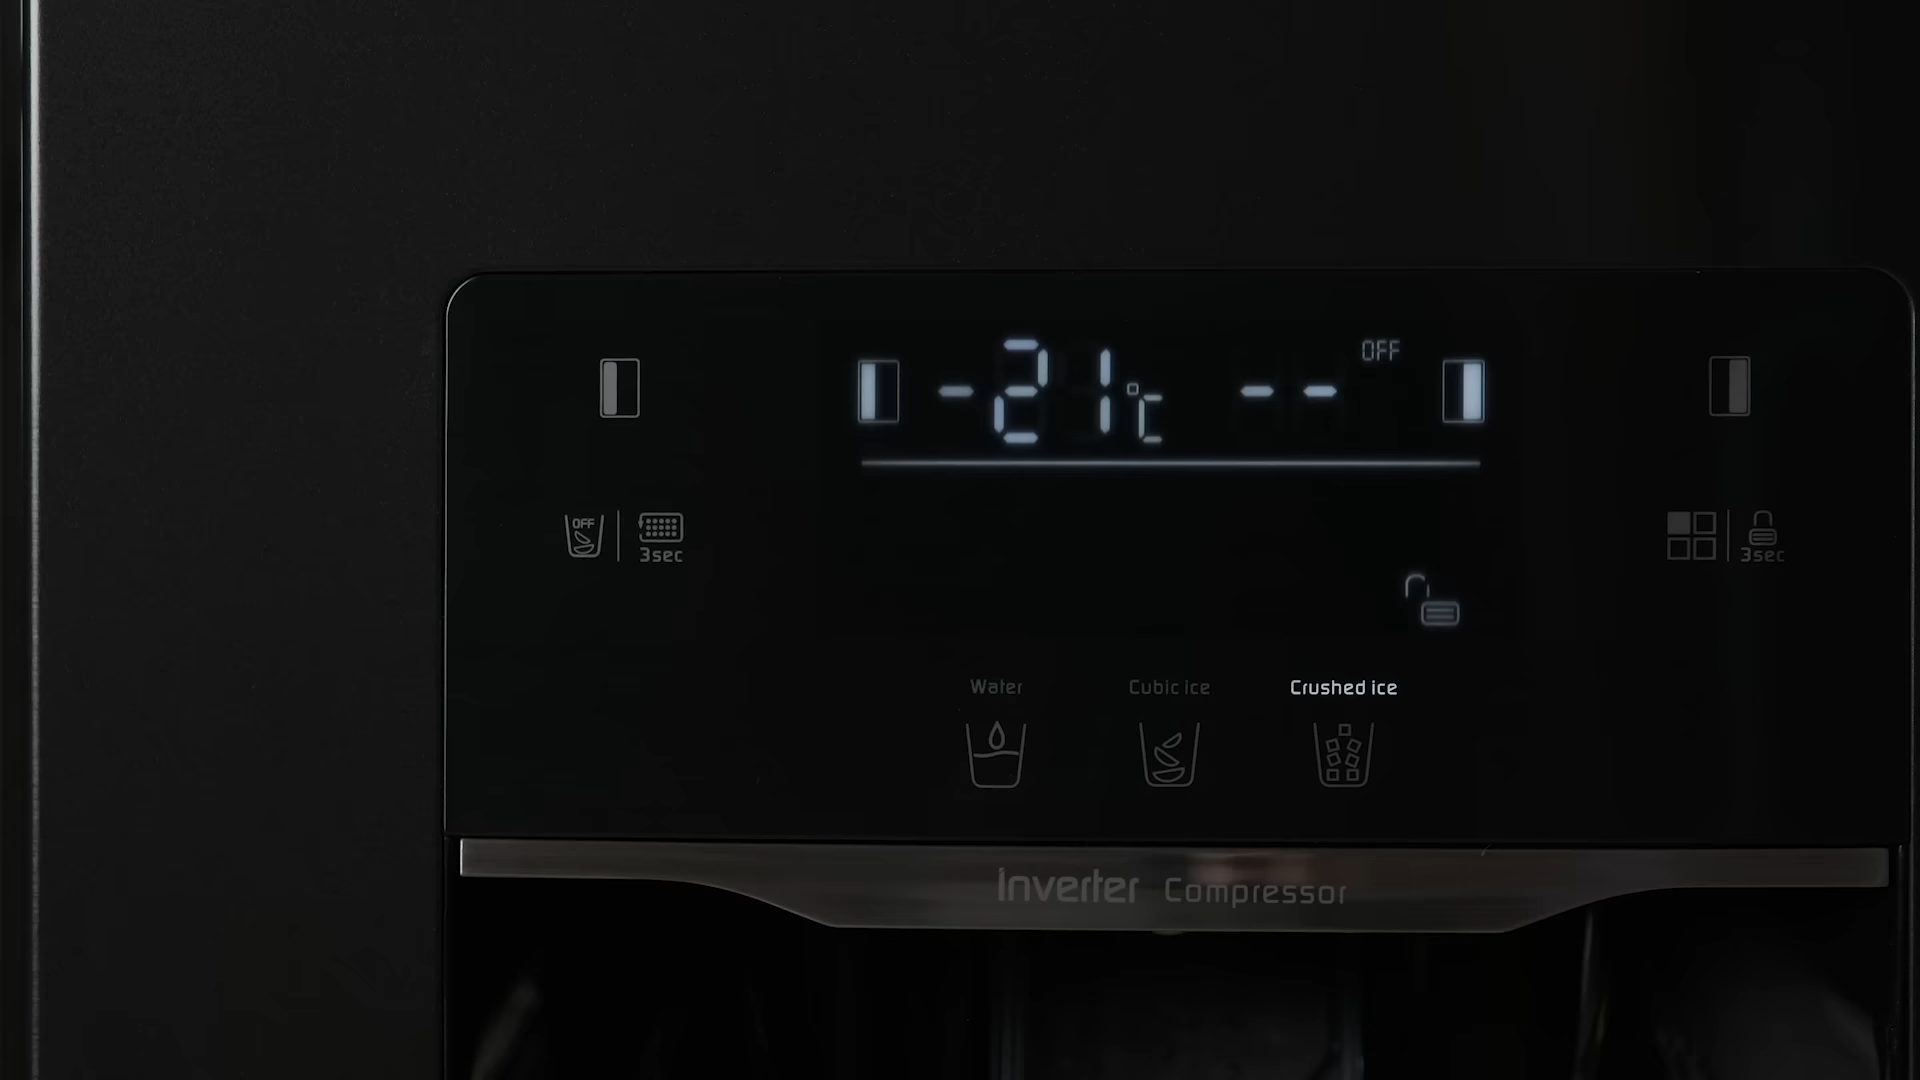 -21°C -- OFF
OFF 3sec
3sec
Water Cubic ice Crushed ice
Inverter Compressor